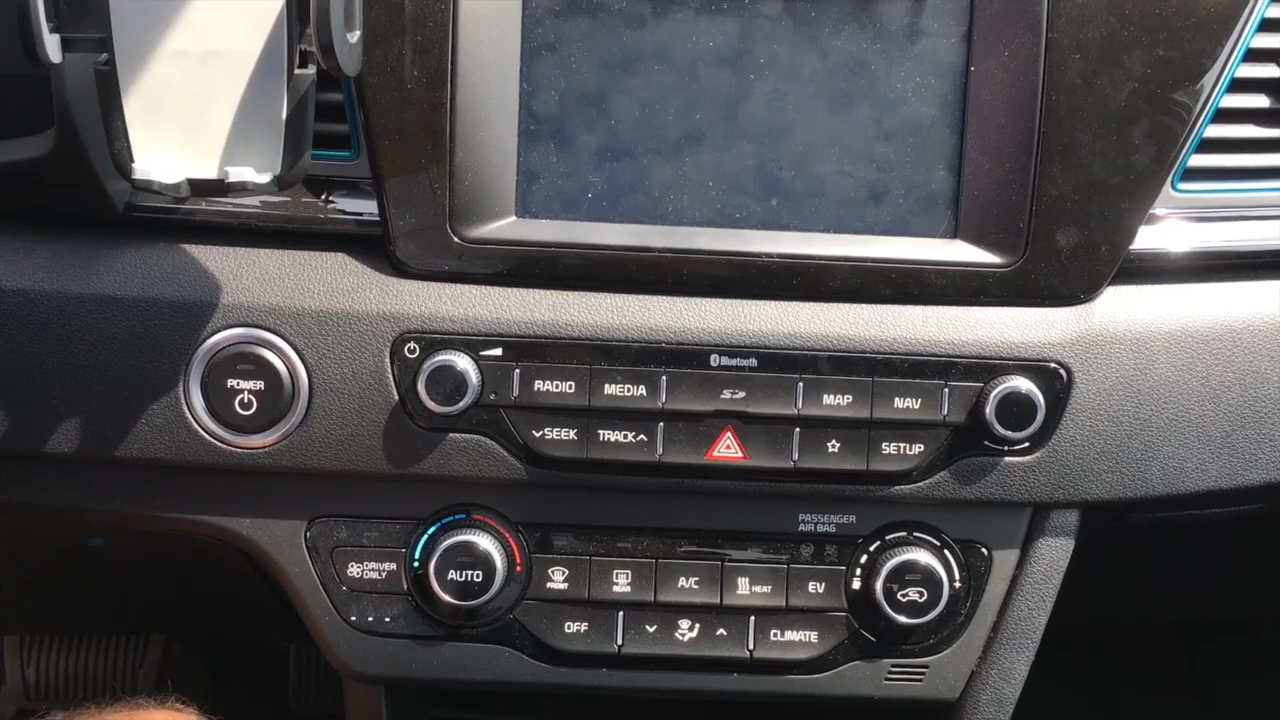 Bluetooth
RADIO
MEDIA
SD
MAP
NAV
POWER
SEEK
TRACK
SETUP
PASSENGER
AIR BAG
DRIVER
ONLY
AUTO
FRONT
REAR
A/C
HEAT
EV
OFF
CLIMATE